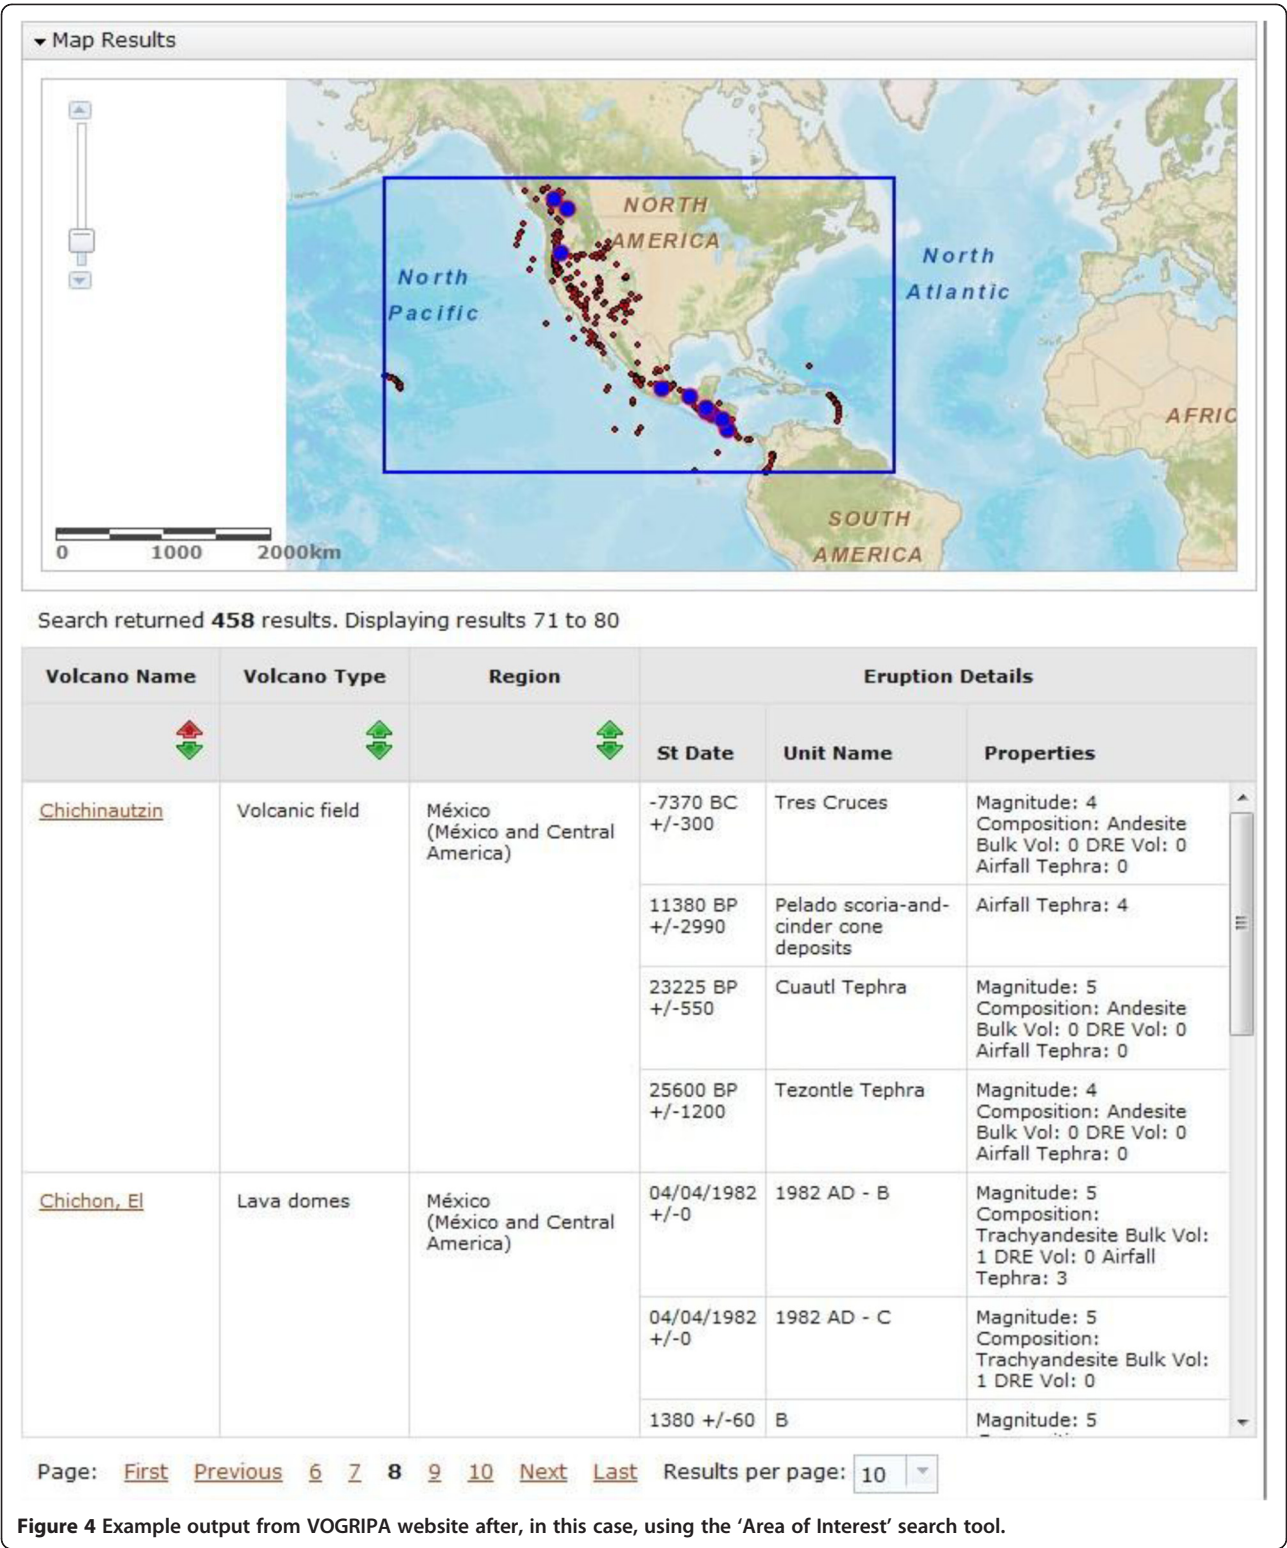 Map Results
NORTH
AMERICA
North
Pacific
North
Atlantic
AFRIC
SOUTH
AMERICA
0 1000 2000km
Search returned 458 results. Displaying results 71 to 80
Volcano Name Volcano Type Region Eruption Details
St Date Unit Name Properties
Chichinautzin Volcanic field México
(México and Central
America)
-7370 BC
+/-300
Tres Cruces
Magnitude: 4
Composition: Andesite
Bulk Vol: 0 DRE Vol: 0
Airfall Tephra: 0
11380 BP
+/-2990
Pelado scoria-and-
cinder cone
deposits
Airfall Tephra: 4
23225 BP
+/-550
Cuautl Tephra
Magnitude: 5
Composition: Andesite
Bulk Vol: 0 DRE Vol: 0
Airfall Tephra: 0
25600 BP
+/-1200
Tezontle Tephra
Magnitude: 4
Composition: Andesite
Bulk Vol: 0 DRE Vol: 0
Airfall Tephra: 0
Chichon, El Lava domes México
(México and Central
America)
04/04/1982
+/-0
1982 AD - B
Magnitude: 5
Composition:
Trachyandesite Bulk Vol:
1 DRE Vol: 0 Airfall
Tephra: 3
04/04/1982
+/-0
1982 AD - C
Magnitude: 5
Composition:
Trachyandesite Bulk Vol:
1 DRE Vol: 0
1380 +/-60 B Magnitude: 5
Page: First Previous 6 7 8 9 10 Next Last Results per page: 10
Figure 4 Example output from VOGRIPA website after, in this case, using the ‘Area of Interest’ search tool.